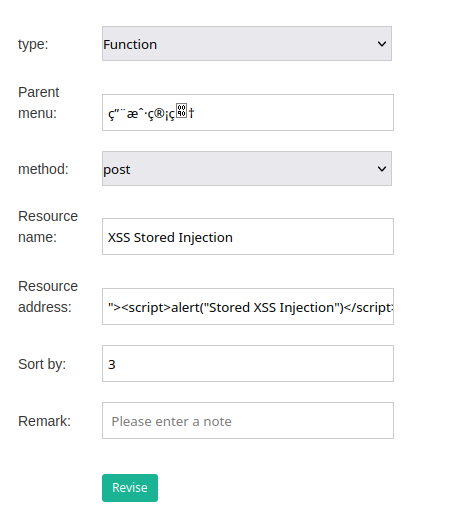 type:
Function
Parent
menu:
ç”¨æˆ·ç®¡ç†
method:
post
Resource
name:
XSS Stored Injection
Resource
address:
"><script>alert("Stored XSS Injection")</script>
Sort by:
3
Remark:
Please enter a note
Revise